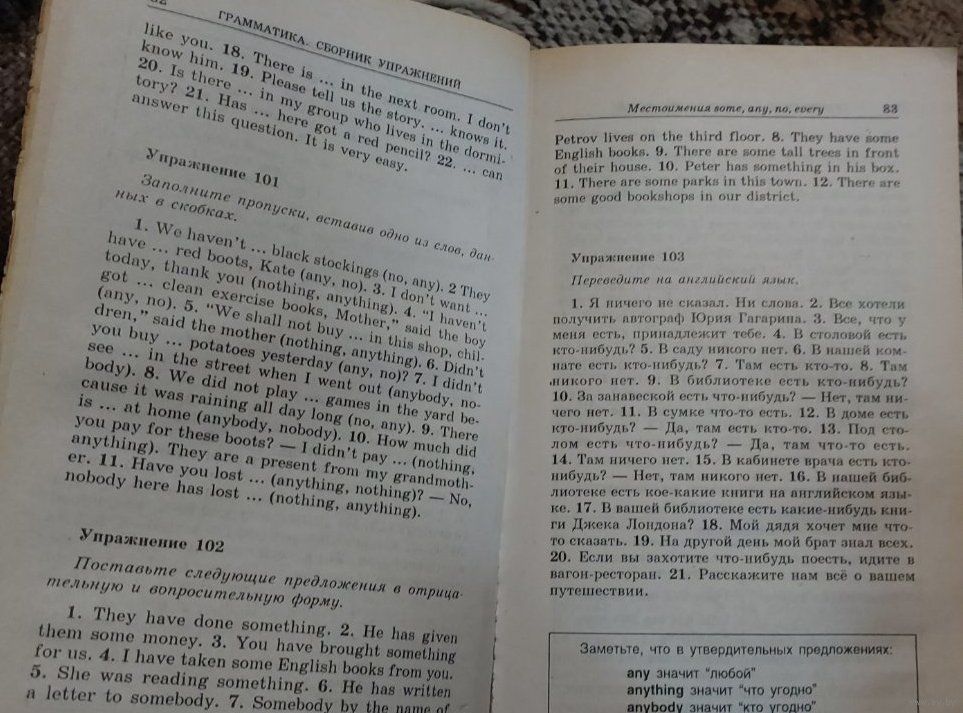 ГРАММАТИКА. СБОРНИК УПРАЖНЕНИЙ
like you. 18. There is ... in the next room. I don't
know him. 19. Please tell us the story. ... knows it.
20. Is there ... in my group who lives in the dormi-
tory? 21. Has ... here got a red pencil? 22. ... can
answer this question. It is very easy.
Упражнение 101
Заполните пропуски, вставив одно из слов, дан-
ных в скобках.
1. We haven't ... black stockings (no, any). 2 They
have ... red boots, Kate (any, no). 3. I don't want ...
today, thank you (nothing, anything). 4. "I haven't
got ... clean exercise books, Mother," said the boy
(any, no). 5. "We shall not buy ... in this shop, chil-
dren," said the mother (nothing, anything). 6. Didn't
you buy ... potatoes yesterday (any, no)? 7. I didn't
see ... in the street when I went out (anybody, no-
body). 8. We did not play ... games in the yard be-
cause it was raining all day long (no, any). 9. There
is ... at home (anybody, nobody). 10. How much did
you pay for these boots? — I didn't pay ... (nothing,
anything). They are a present from my grandmoth-
er. 11. Have you lost ... (anything, nothing)? — No,
nobody here has lost ... (nothing, anything).
Упражнение 102
Поставьте следующие предложения в отрица-
тельную и вопросительную форму.
1. They have done something. 2. He has given
them some money. 3. You have brought something
for us. 4. I have taken some English books from you.
5. She was reading something. 6. He has written
a letter to somebody. 7. Somebody by the name of
Местоимения some, any, no, every 83
Petrov lives on the third floor. 8. They have some
English books. 9. There are some tall trees in front
of their house. 10. Peter has something in his box.
11. There are some parks in this town. 12. There are
some good bookshops in our district.
Упражнение 103
Переведите на английский язык.
1. Я ничего не сказал. Ни слова. 2. Все хотели
получить автограф Юрия Гагарина. 3. Все, что у
меня есть, принадлежит тебе. 4. В столовой есть
кто-нибудь? 5. В саду никого нет. 6. В нашей ком-
нате есть кто-нибудь? 7. Там есть кто-то. 8. Там
никого нет. 9. В библиотеке есть кто-нибудь?
10. За занавеской есть что-нибудь? — Нет, там ни-
чего нет. 11. В сумке что-то есть. 12. В доме есть
кто-нибудь? — Да, там есть кто-то. 13. Под сто-
лом есть что-нибудь? — Да, там что-то есть.
14. Там ничего нет. 15. В кабинете врача есть кто-
нибудь? — Нет, там никого нет. 16. В нашей биб-
лиотеке есть кое-какие книги на английском язы-
ке. 17. В вашей библиотеке есть какие-нибудь кни-
ги Джека Лондона? 18. Мой дядя хочет мне что-
то сказать. 19. На другой день мой брат знал всех.
20. Если вы захотите что-нибудь поесть, идите в
вагон-ресторан. 21. Расскажите нам всё о вашем
путешествии.
Заметьте, что в утвердительных предложениях:
any значит "любой"
anything значит "что угодно"
anybody значит "кто угодно"